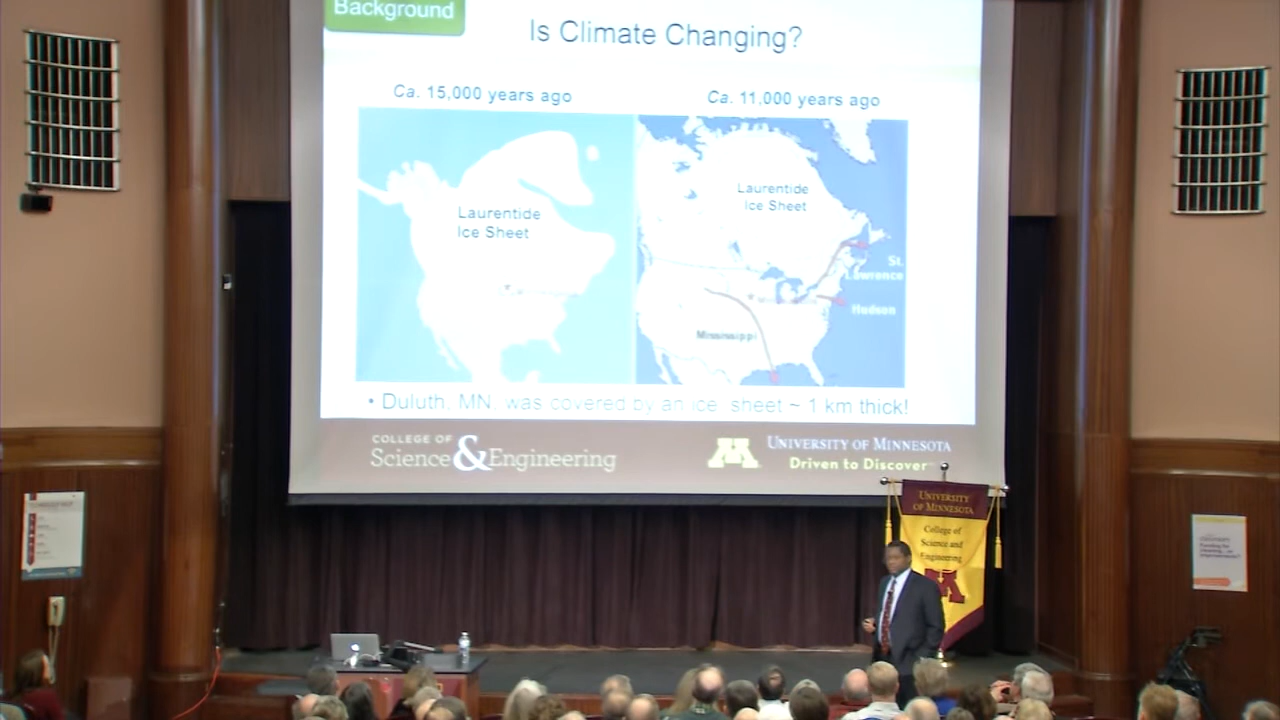 Background
Is Climate Changing?
Ca. 15,000 years ago
Ca. 11,000 years ago
Laurentide
Ice Sheet
Laurentide
Ice Sheet
St.
Lawrence
Hudson
Mississippi
• Duluth, MN, was covered by an ice sheet ~ 1 km thick!
COLLEGE OF
Science & Engineering
UNIVERSITY OF MINNESOTA
Driven to Discover
UNIVERSITY
OF MINNESOTA
College of
Science and
Engineering
M